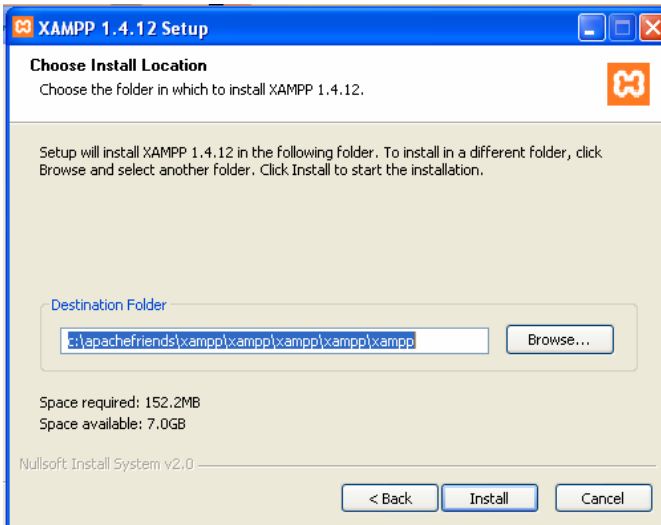 XAMPP 1.4.12 Setup
Choose Install Location
Choose the folder in which to install XAMPP 1.4.12.
Setup will install XAMPP 1.4.12 in the following folder. To install in a different folder, click
Browse and select another folder. Click Install to start the installation.
Destination Folder
c:\apachefriends\xampp\xampp\xampp\xampp\xampp
Browse...
Space required: 152.2MB
Space available: 7.0GB
Nullsoft Install System v2.0
< Back
Install
Cancel